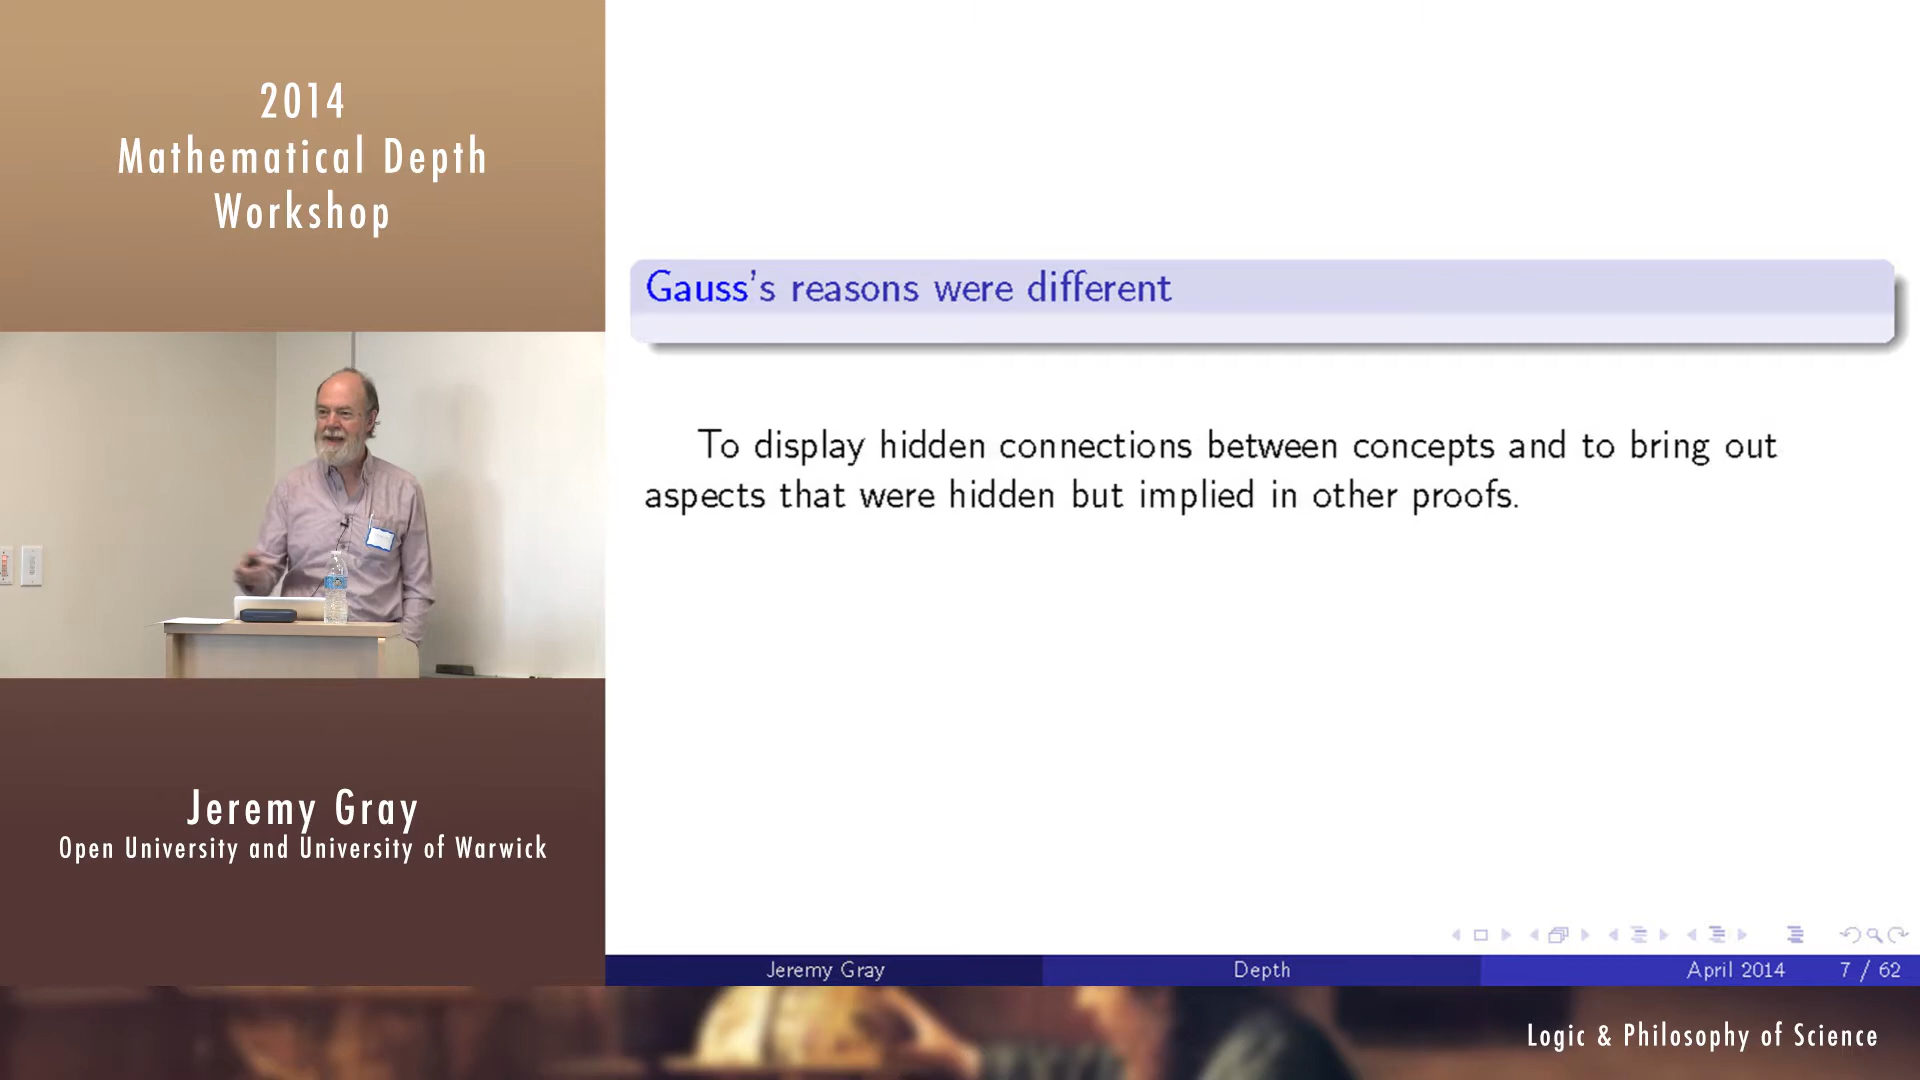 2014
Mathematical Depth
Workshop
Jeremy Gray
Open University and University of Warwick
Gauss's reasons were different
To display hidden connections between concepts and to bring out
aspects that were hidden but implied in other proofs.
Jeremy Gray
Depth
April 2014
7 / 62
Logic & Philosophy of Science